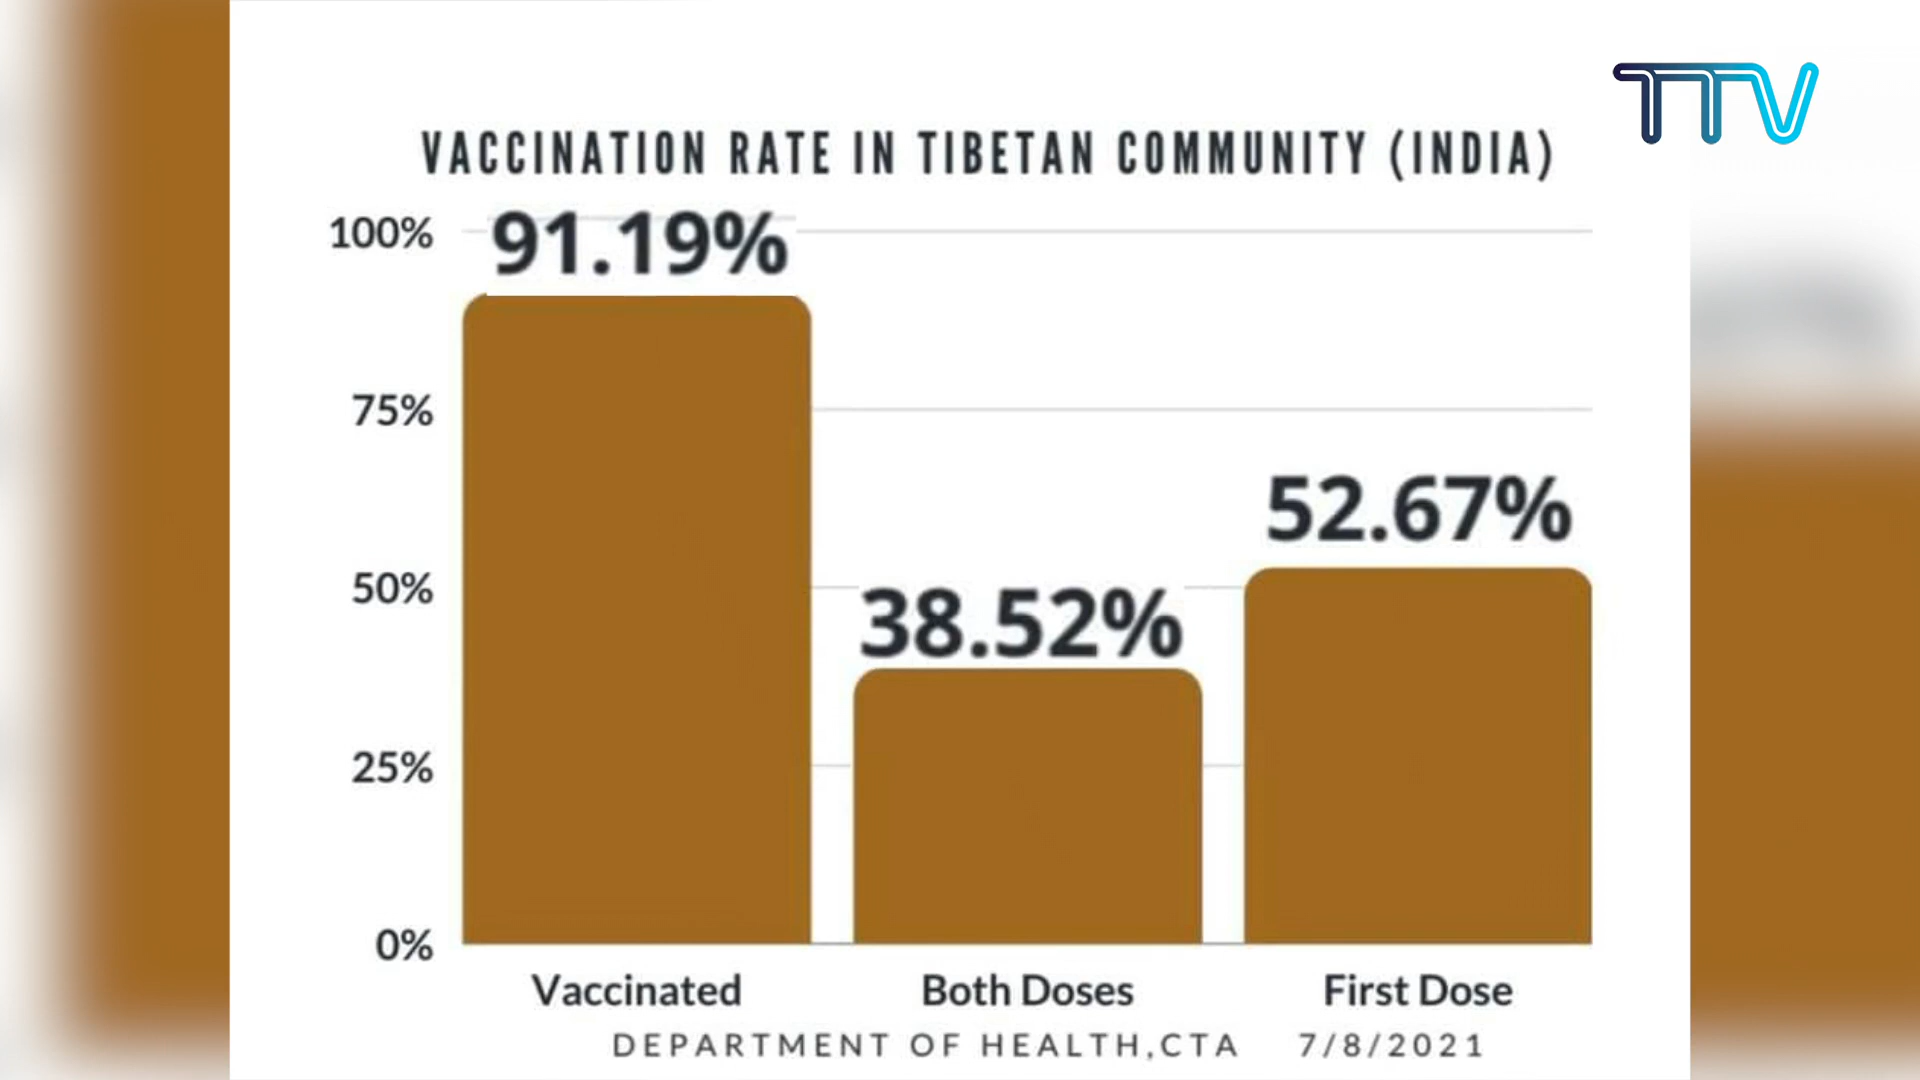 TTV
VACCINATION RATE IN TIBETAN COMMUNITY (INDIA)
100%
91.19%
75%
52.67%
50%
38.52%
25%
0%
Vaccinated Both Doses First Dose
DEPARTMENT OF HEALTH,CTA 7/8/2021